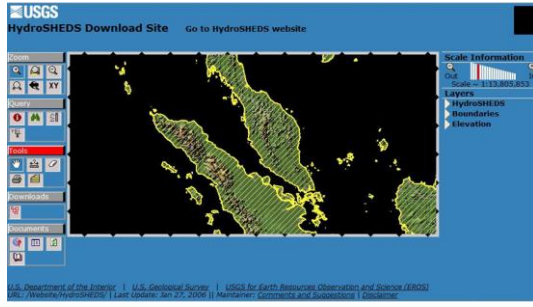 USGS
HydroSHEDS Download Site
Go to HydroSHEDS website
Zoom
XY
Query
Tools
Downloads
Documents
Scale Information
Out
In
Scale ~ 1:13,805,653
Layers
HydroSHEDS
Boundaries
Elevation
U.S. Department of the Interior || U.S. Geological Survey | USGS for Earth Resources Observation and Science (EROS)
URL: /Website/HydroSHEDS/ | Last Update: Jan 27, 2006 || Maintainer: Comments and Suggestions | Disclaimer